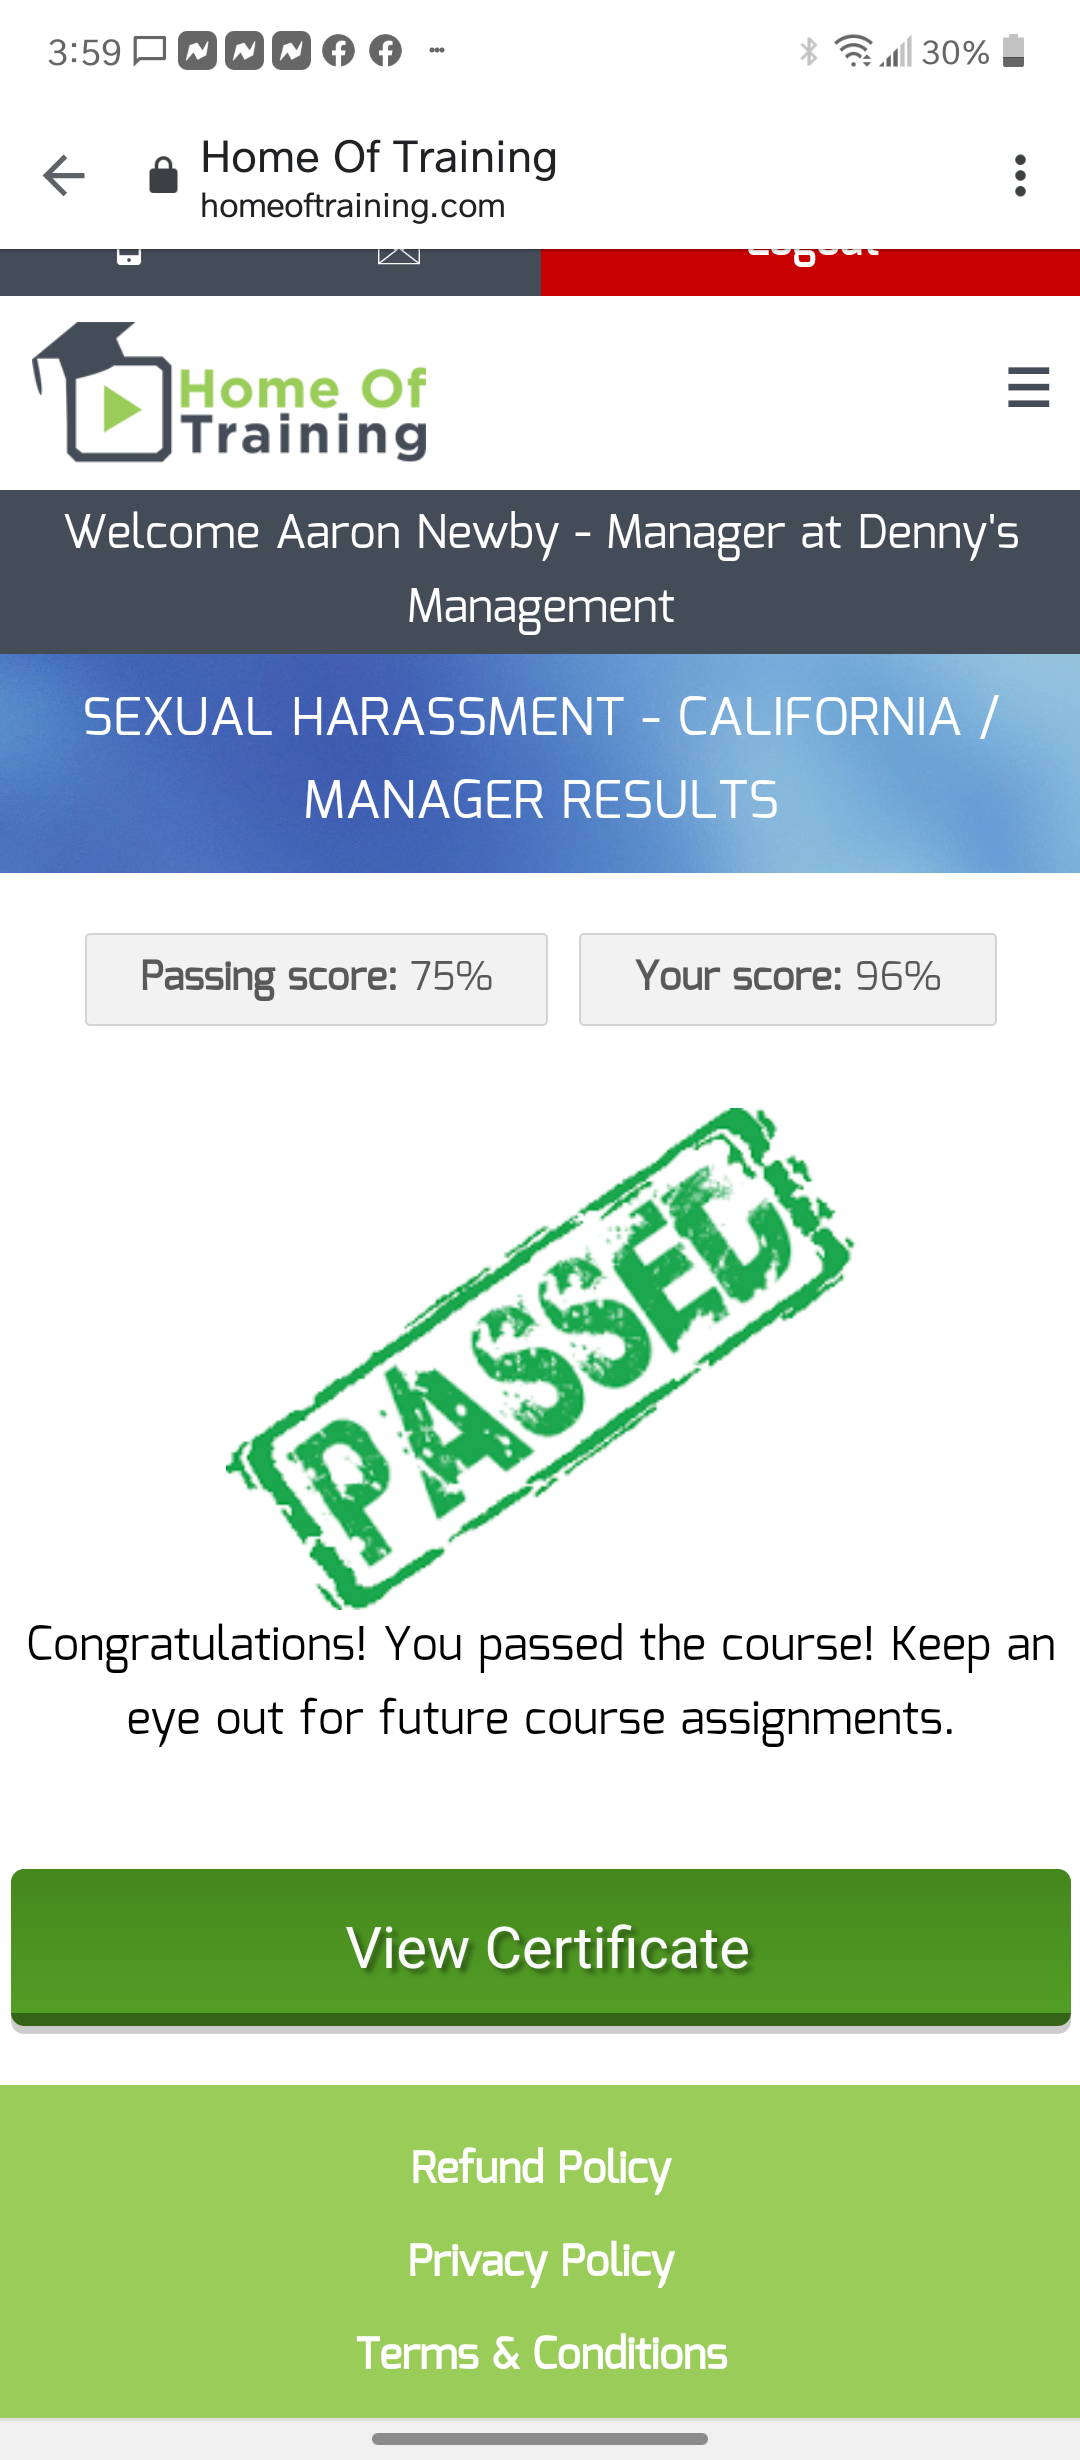 3:59
30%
Home Of Training
homeoftraining.com
Logout
Home Of
Training
Welcome Aaron Newby - Manager at Denny's
Management
SEXUAL HARASSMENT - CALIFORNIA /
MANAGER RESULTS
Passing score: 75%
Your score: 96%
PASSED
Congratulations! You passed the course! Keep an
eye out for future course assignments.
View Certificate
Refund Policy
Privacy Policy
Terms & Conditions